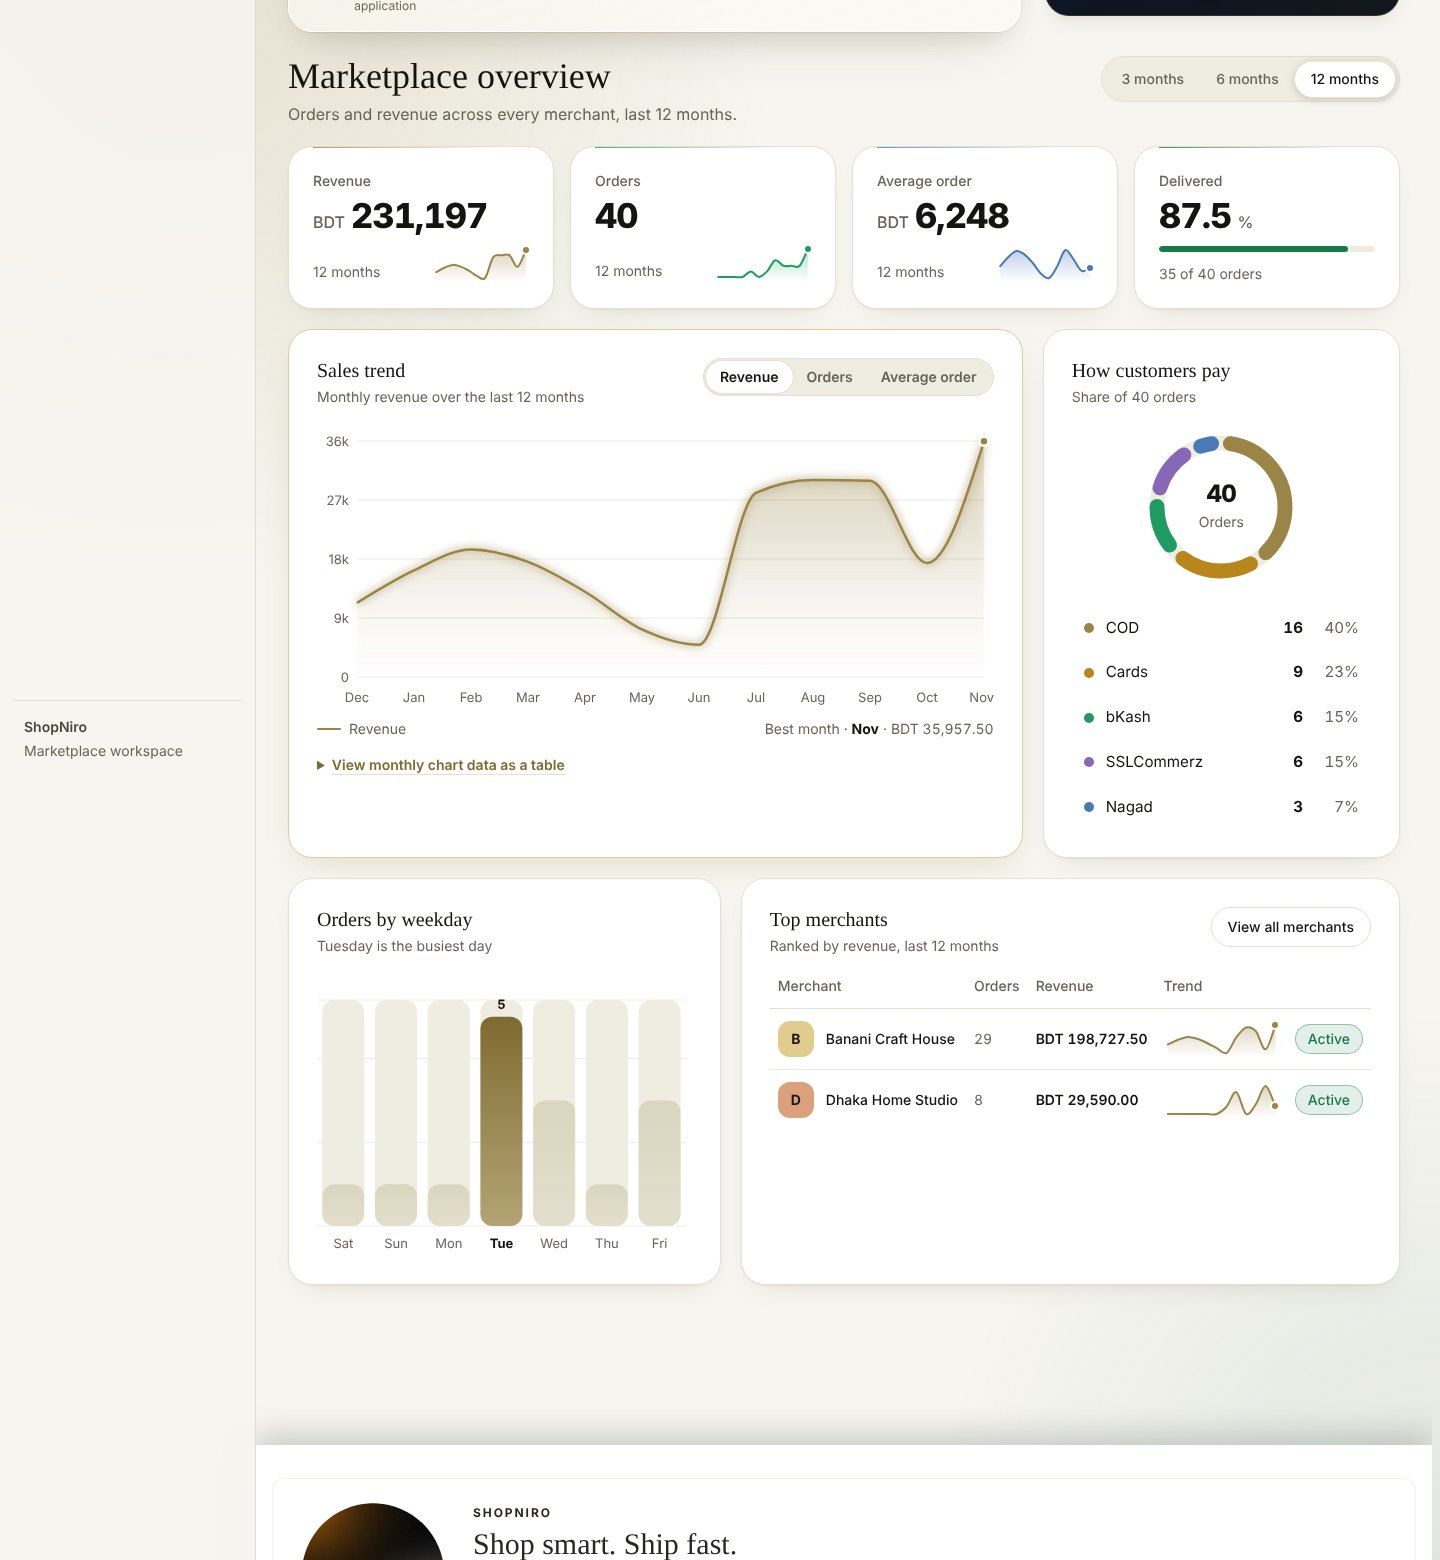 application
Marketplace overview
3 months 6 months 12 months
Orders and revenue across every merchant, last 12 months.
Revenue
BDT 231,197
12 months
Orders
40
12 months
Average order
BDT 6,248
12 months
Delivered
87.5 %
35 of 40 orders
Sales trend
Monthly revenue over the last 12 months
Revenue Orders Average order
36k
27k
18k
9k
0
Dec Jan Feb Mar Apr May Jun Jul Aug Sep Oct Nov
Revenue
Best month · Nov · BDT 35,957.50
View monthly chart data as a table
How customers pay
Share of 40 orders
40
Orders
COD 16 40%
Cards 9 23%
bKash 6 15%
SSLCommerz 6 15%
Nagad 3 7%
ShopNiro
Marketplace workspace
Orders by weekday
Tuesday is the busiest day
5
Sat Sun Mon Tue Wed Thu Fri
Top merchants
Ranked by revenue, last 12 months
View all merchants
Merchant Orders Revenue Trend
B Banani Craft House 29 BDT 198,727.50 Active
D Dhaka Home Studio 8 BDT 29,590.00 Active
SHOPNIRO
Shop smart. Ship fast.